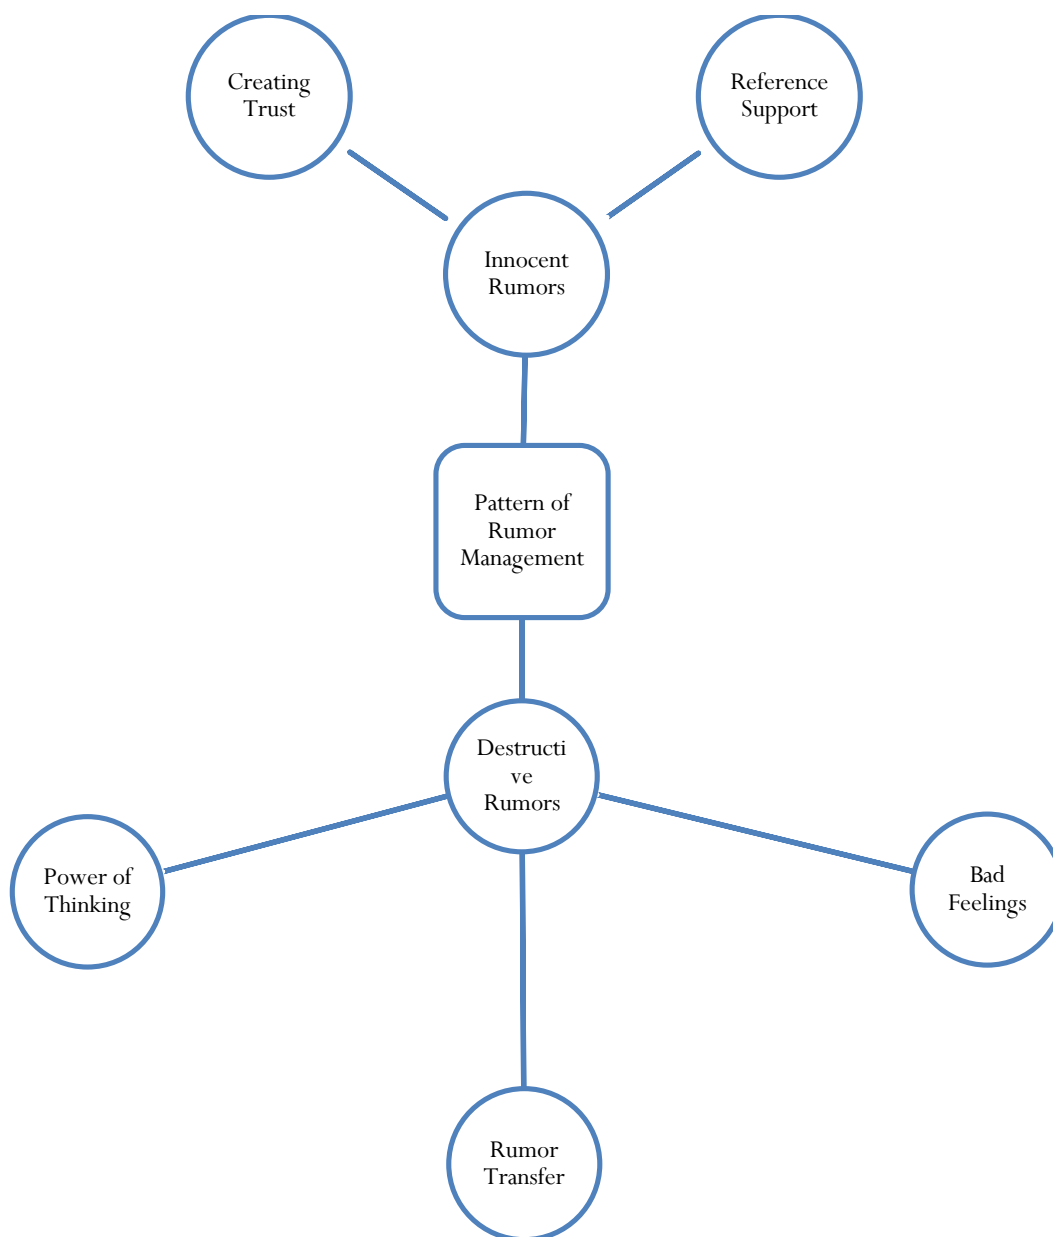 Creating
Trust
Reference
Support
Innocent
Rumors
Pattern of
Rumor
Management
Destructi
ve
Rumors
Power of
Thinking
Bad
Feelings
Rumor
Transfer